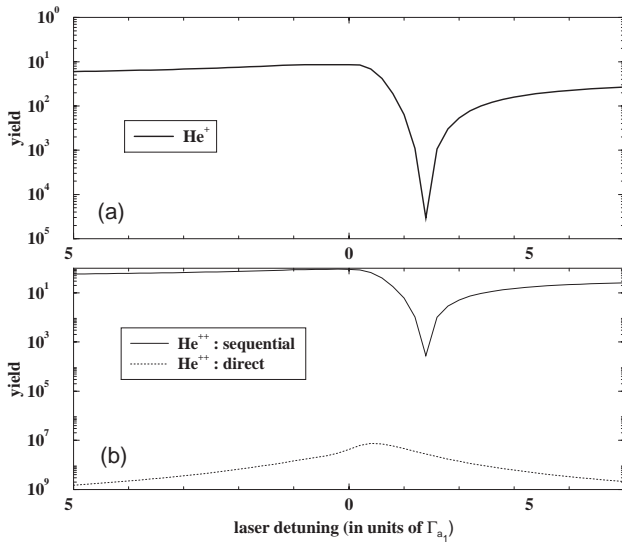 10^0
10^1
10^2
10^3
10^4
10^5
yield
He^+
(a)
5 0 5
10^1
10^3
10^5
10^7
10^9
yield
He^{++} : sequential
He^{++} : direct
(b)
5 0 5
laser detuning (in units of Γ_{a_1})